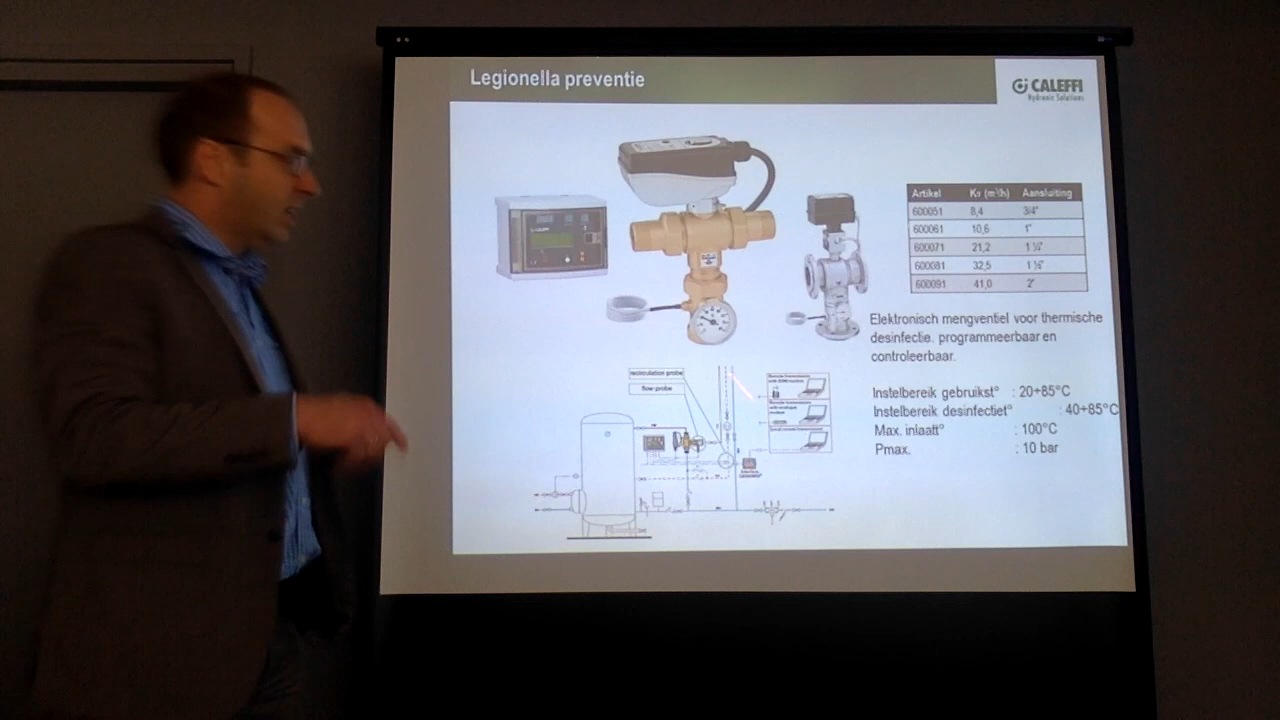 Legionella preventie
CALEFFI
Hydronic Solutions
Artikel Kv (m³/h) Aansluiting
600051 8,4 3/4"
600061 10,6 1"
600071 21,2 1 ¼"
600081 32,5 1 ½"
600091 41,0 2"
Elektronisch mengventiel voor thermische
desinfectie. programmeerbaar en
controleerbaar.
Instelbereik gebruikst° : 20÷85°C
Instelbereik desinfectiet° : 40÷85°C
Max. inlaatt° : 100°C
Pmax. : 10 bar
recirculation probe
flow-probe